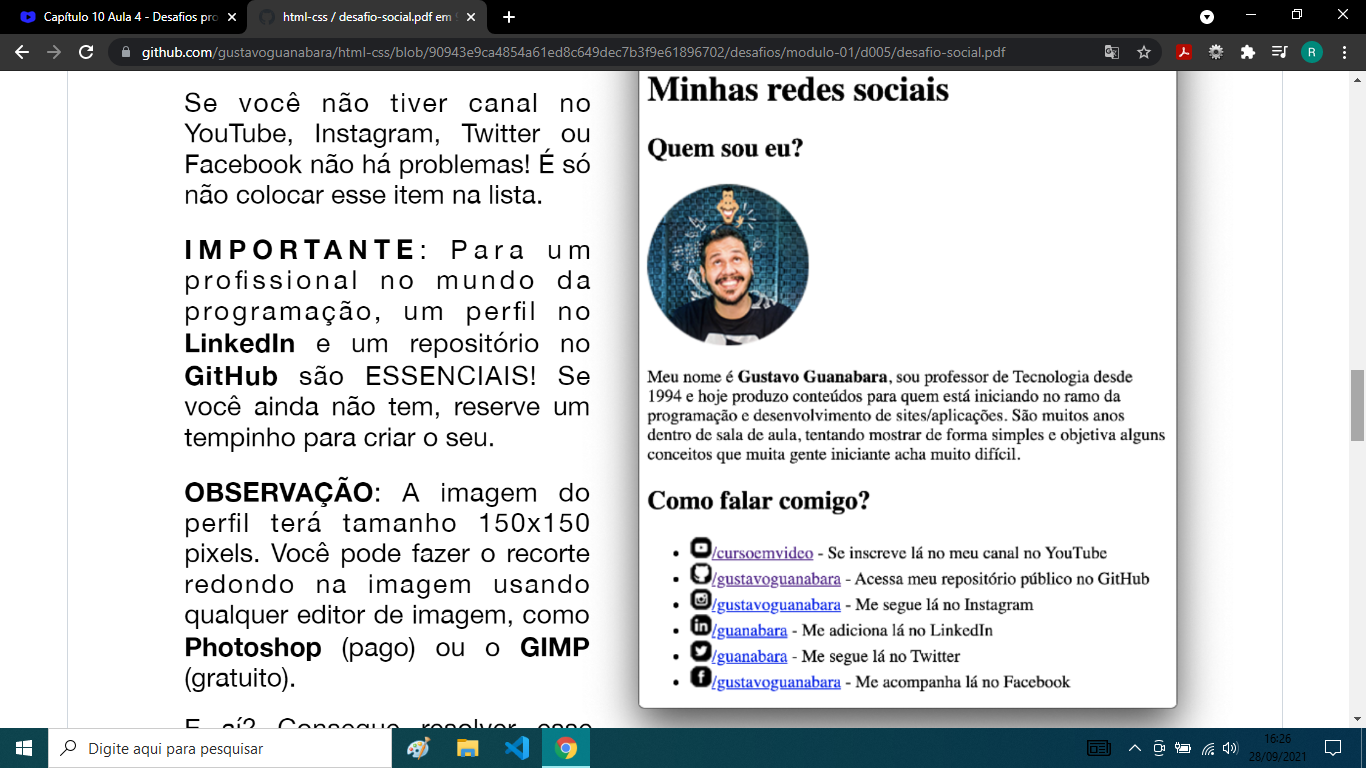 Capítulo 10 Aula 4 - Desafios pro
html-css / desafio-social.pdf em
github.com/gustavoguanabara/html-css/blob/90943e9ca4854a61ed8c649dec7b3f9e61896702/desafios/modulo-01/d005/desafio-social.pdf
R
Se você não tiver canal no
YouTube, Instagram, Twitter ou
Facebook não há problemas! É só
não colocar esse item na lista.
IMPORTANTE: Para um
profissional no mundo da
programação, um perfil no
LinkedIn e um repositório no
GitHub são ESSENCIAIS! Se
você ainda não tem, reserve um
tempinho para criar o seu.
OBSERVAÇÃO: A imagem do
perfil terá tamanho 150x150
pixels. Você pode fazer o recorte
redondo na imagem usando
qualquer editor de imagem, como
Photoshop (pago) ou o GIMP
(gratuito).
E aí? Consegue resolver esse
Minhas redes sociais
Quem sou eu?
Meu nome é Gustavo Guanabara, sou professor de Tecnologia desde
1994 e hoje produzo conteúdos para quem está iniciando no ramo da
programação e desenvolvimento de sites/aplicações. São muitos anos
dentro de sala de aula, tentando mostrar de forma simples e objetiva alguns
conceitos que muita gente iniciante acha muito difícil.
Como falar comigo?
/cursoemvideo - Se inscreve lá no meu canal no YouTube
/gustavoguanabara - Acessa meu repositório público no GitHub
/gustavoguanabara - Me segue lá no Instagram
/guanabara - Me adiciona lá no LinkedIn
/guanabara - Me segue lá no Twitter
/gustavoguanabara - Me acompanha lá no Facebook
Digite aqui para pesquisar
16:26
28/09/2021